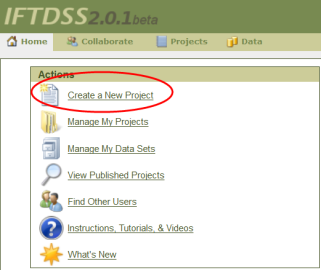 IFTDSS2.0.1beta
Home Collaborate Projects Data
Actions
Create a New Project
Manage My Projects
Manage My Data Sets
View Published Projects
Find Other Users
Instructions, Tutorials, & Videos
What's New